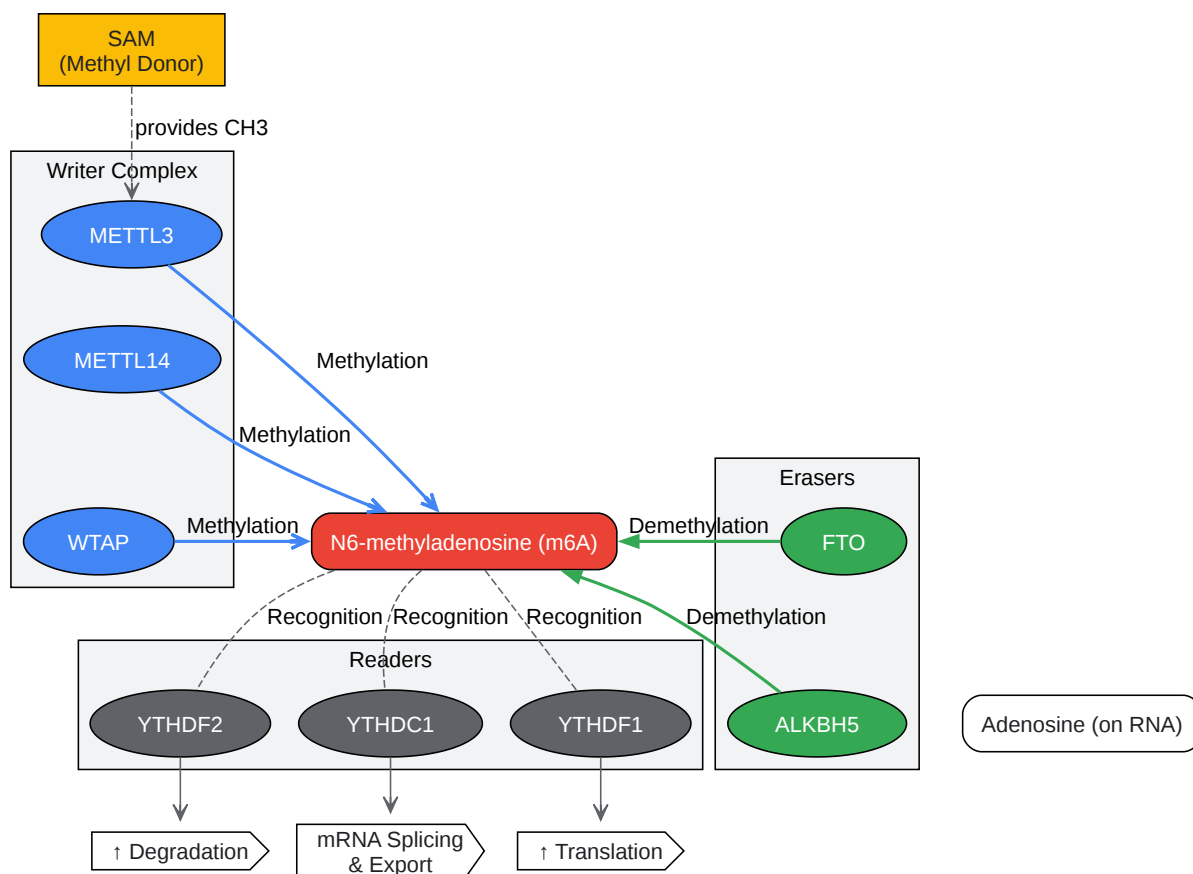 SAM
(Methyl Donor)
provides CH3
Writer Complex
METTL3
METTL14
Methylation
Methylation
Erasers
WTAP
Methylation
N6-methyladenosine (m6A)
Demethylation
FTO
Recognition
Recognition
Recognition
Demethylation
Readers
YTHDF2
YTHDC1
YTHDF1
ALKBH5
Adenosine (on RNA)
↑ Degradation
mRNA Splicing
& Export
↑ Translation